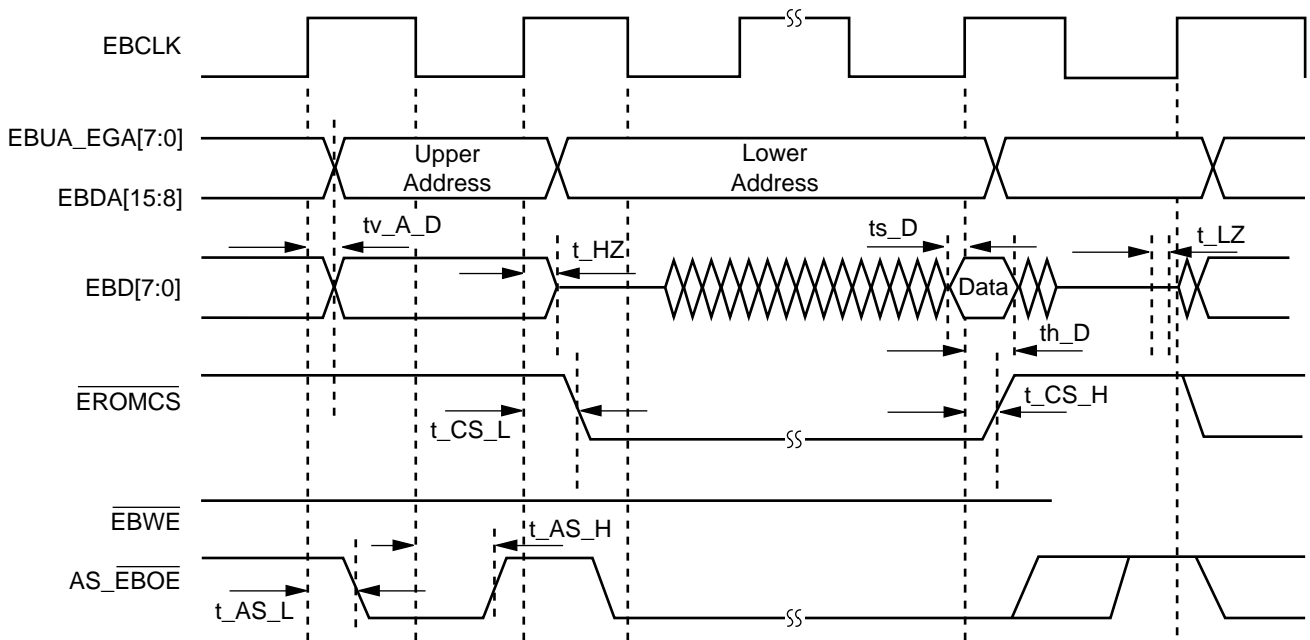 EBCLK
EBUA_EGA[7:0]
Upper
Address
Lower
Address
EBDA[15:8]
tv_A_D
ts_D
t_LZ
t_HZ
EBD[7:0]
Data
th_D
EROMCS
t_CS_L
t_CS_H
EBWE
t_AS_H
AS_EBOE
t_AS_L